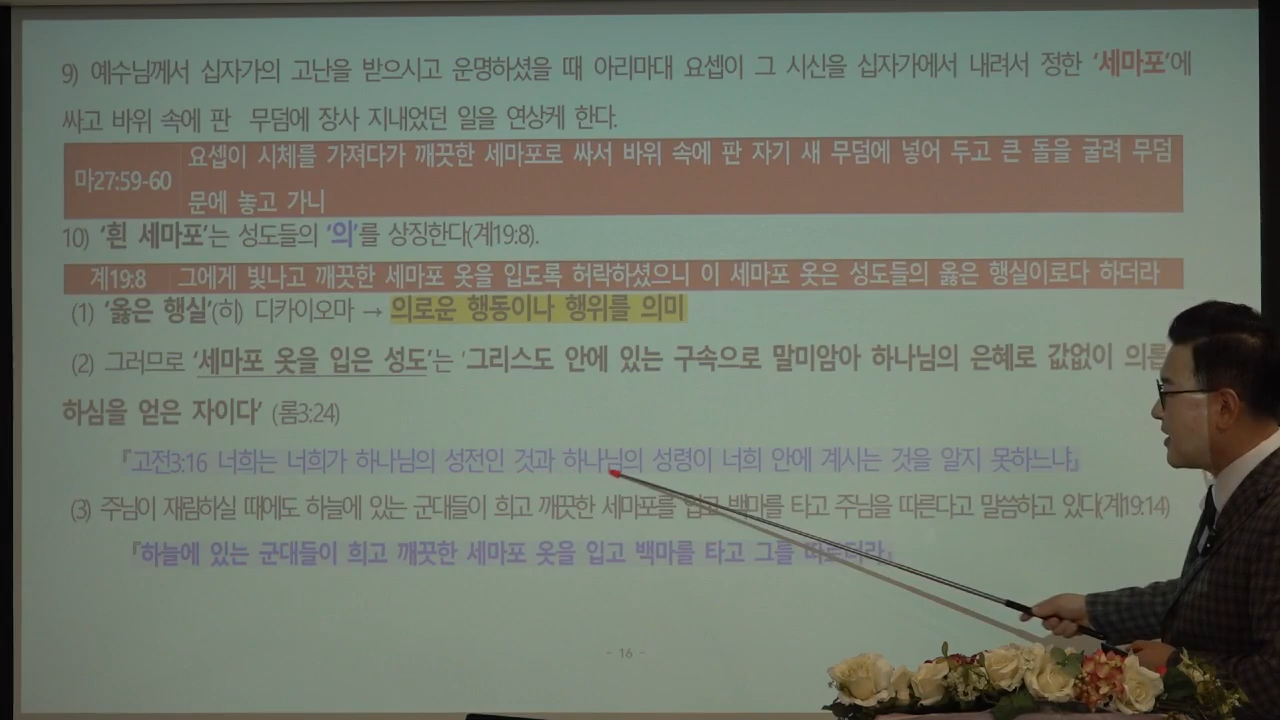 9) 예수님께서 십자가의 고난을 받으시고 운명하셨을 때 아리마대 요셉이 그 시신을 십자가에서 내려서 정한 ‘세마포’에
싸고 바위 속에 판 무덤에 장사 지내었던 일을 연상케 한다.
마27:59-60
요셉이 시체를 가져다가 깨끗한 세마포로 싸서 바위 속에 판 자기 새 무덤에 넣어 두고 큰 돌을 굴려 무덤
문에 놓고 가니
10) ‘흰 세마포’는 성도들의 ‘의’를 상징한다(계19:8).
계19:8 그에게 빛나고 깨끗한 세마포 옷을 입도록 허락하셨으니 이 세마포 옷은 성도들의 옳은 행실이로다 하더라
(1) ‘옳은 행실’(히) 디카이오마 → 의로운 행동이나 행위를 의미
(2) 그러므로 ‘세마포 옷을 입은 성도’는 ‘그리스도 안에 있는 구속으로 말미암아 하나님의 은혜로 값없이 의롭
하심을 얻은 자이다’ (롬3:24)
『고전3:16 너희는 너희가 하나님의 성전인 것과 하나님의 성령이 너희 안에 계시는 것을 알지 못하느냐』
(3) 주님이 재림하실 때에도 하늘에 있는 군대들이 희고 깨끗한 세마포를 입고 백마를 타고 주님을 따른다고 말씀하고 있다(계19:14)
『하늘에 있는 군대들이 희고 깨끗한 세마포 옷을 입고 백마를 타고 그를 따르더라』
- 16 -